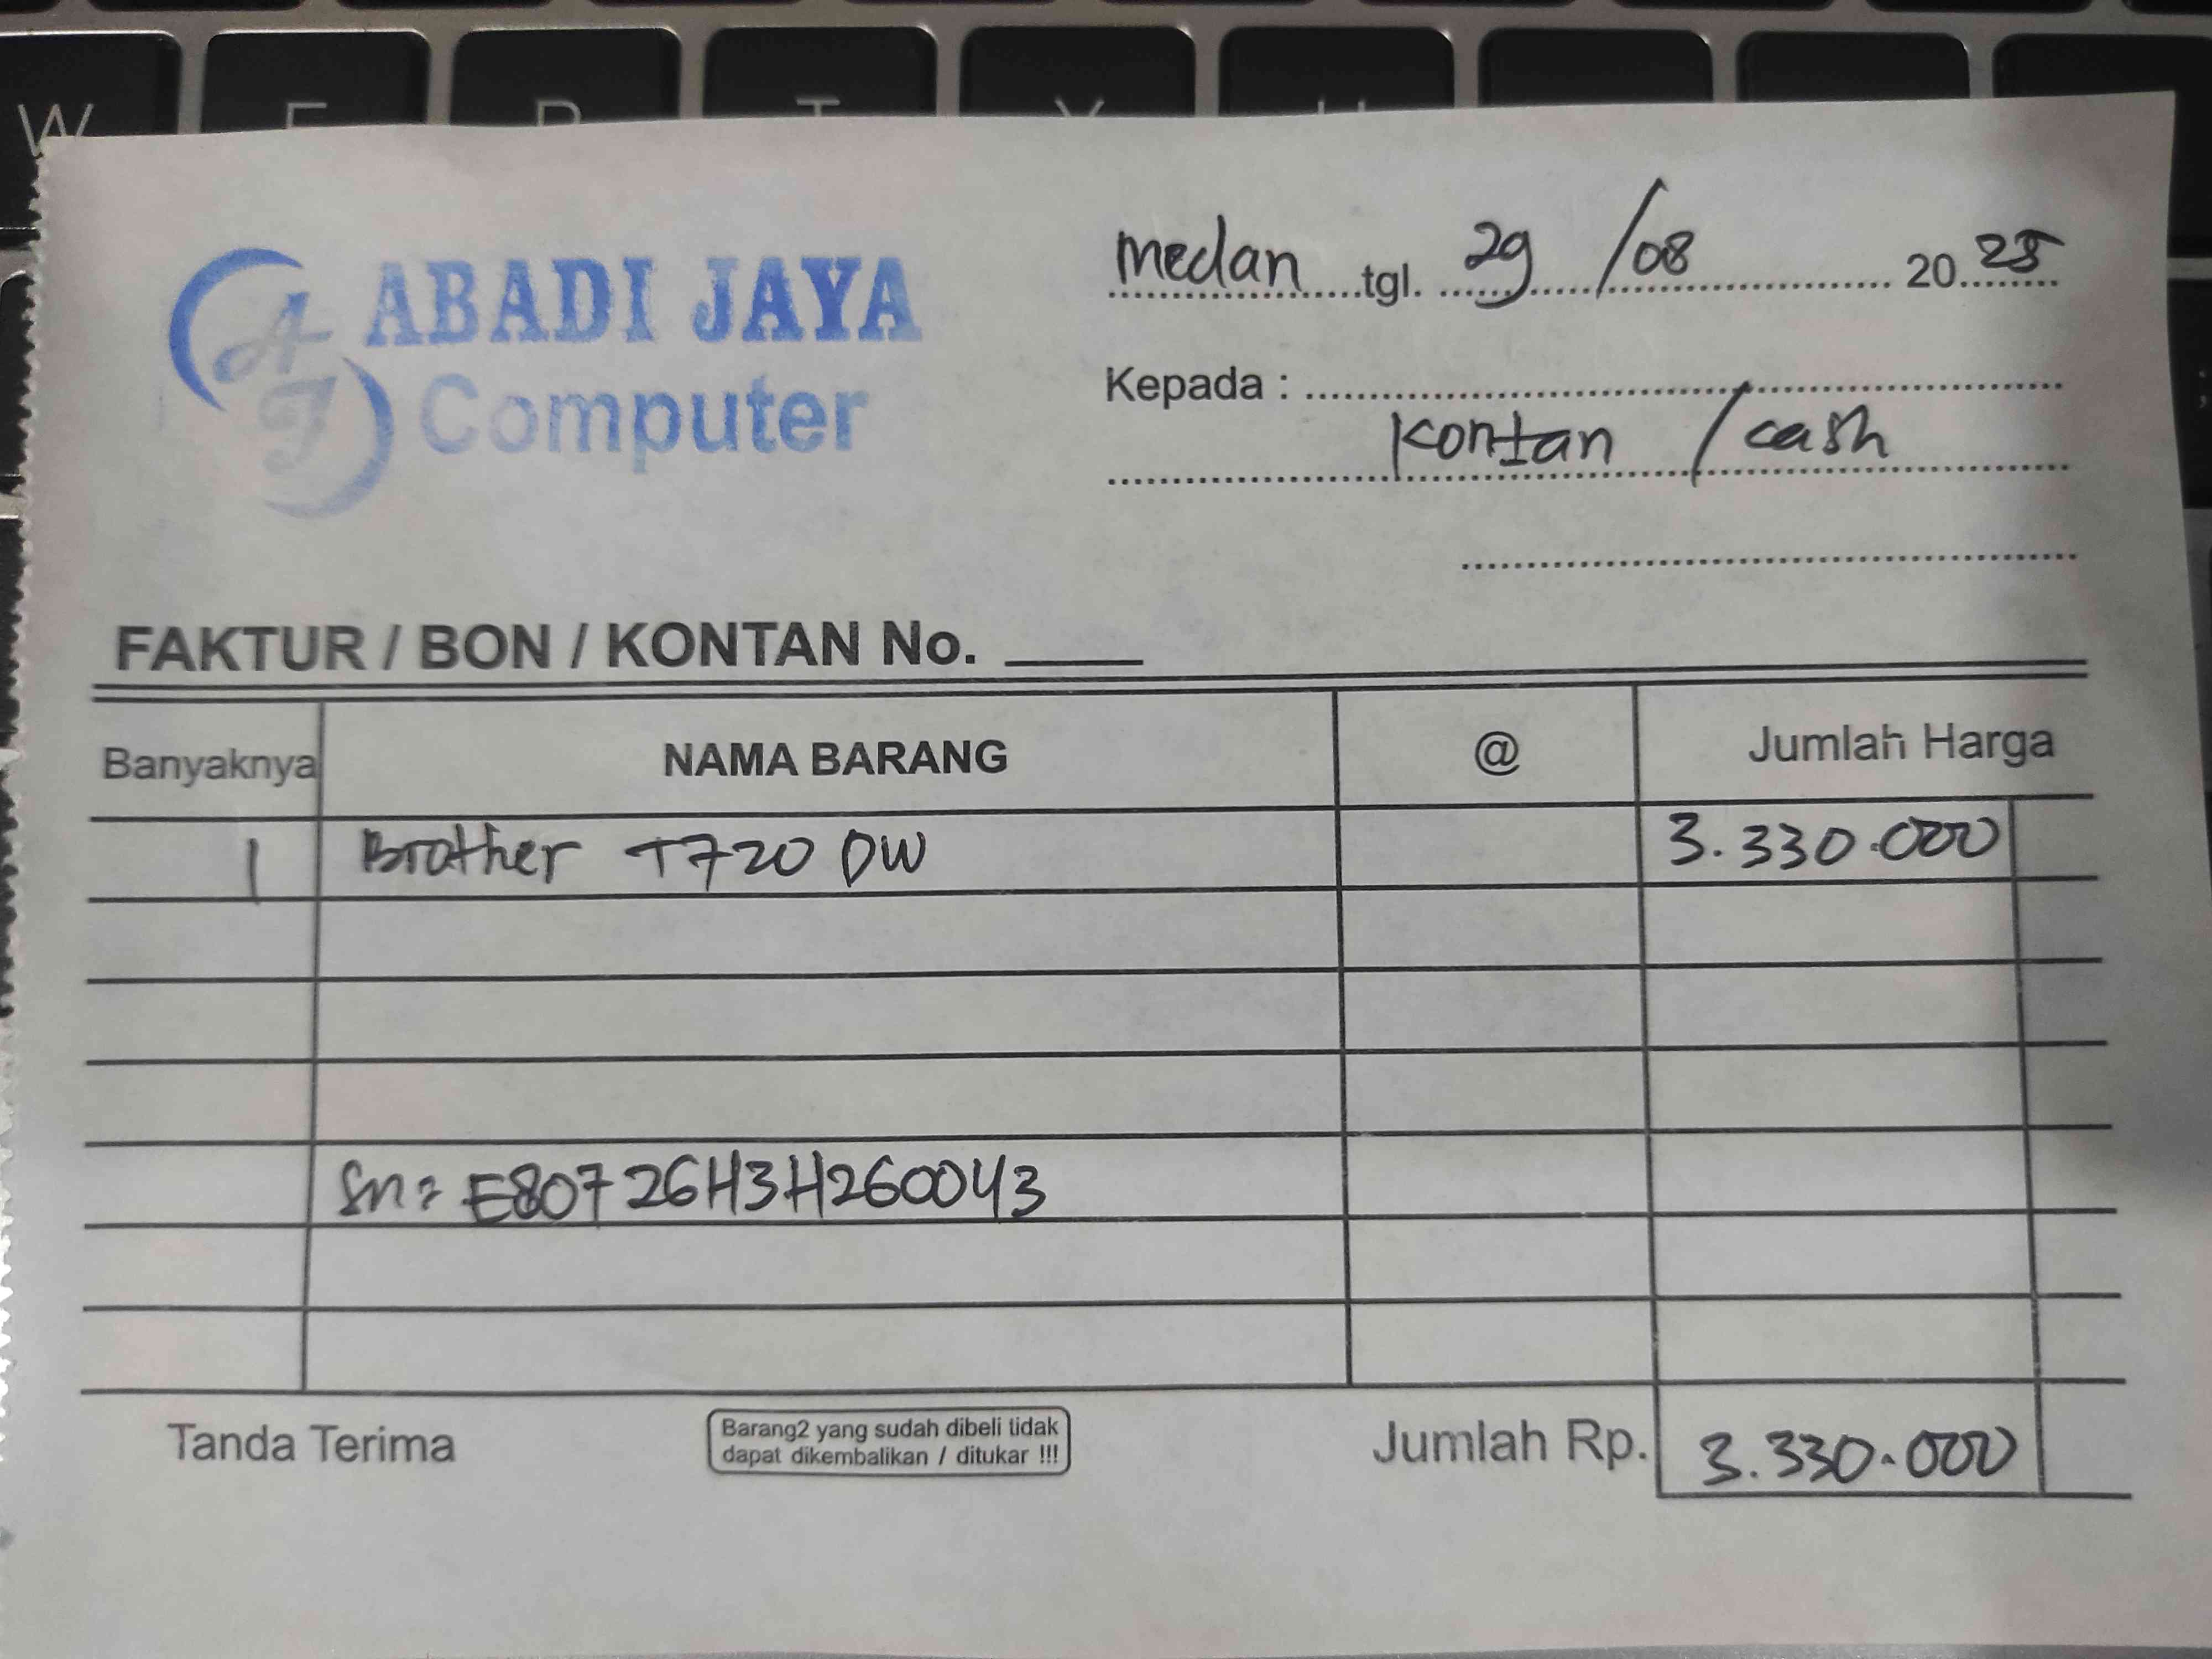 W E R T Y U
ABADI JAYA
Computer
AJ
medan tgl. 29 / 08 20 25
Kepada :
Kontan / cash
FAKTUR / BON / KONTAN No.
Banyaknya NAMA BARANG @ Jumlah Harga
1 Brother T720 DW 3.330.000
Sn: E80726H3H260043
Tanda Terima
Barang2 yang sudah dibeli tidak
dapat dikembalikan / ditukar !!!
Jumlah Rp. 3.330.000